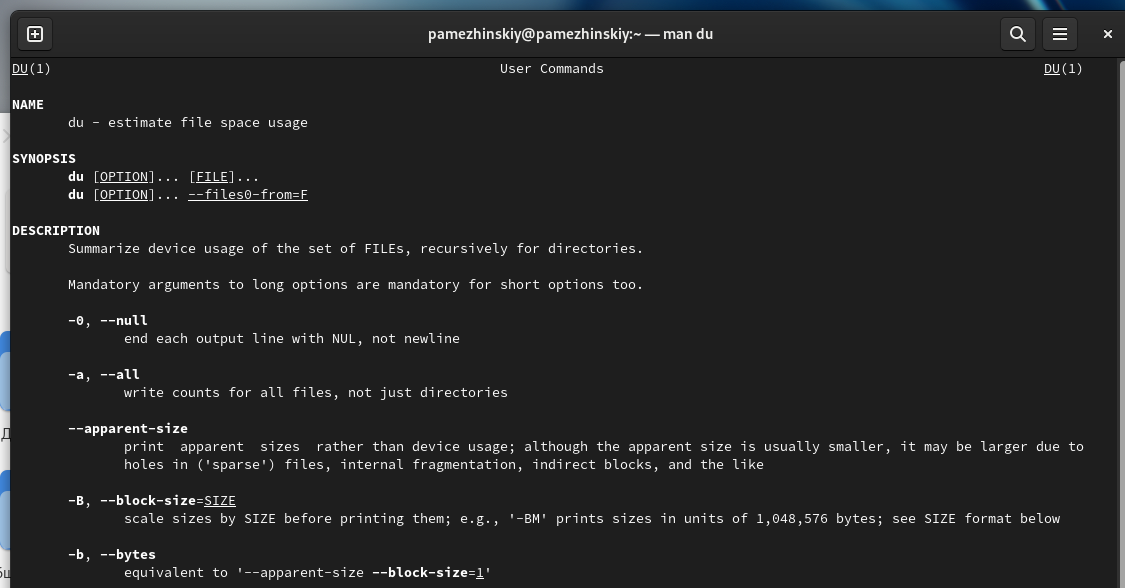 pamezhinskiy@pamezhinskiy:~ — man du
DU(1) User Commands DU(1)
NAME
du - estimate file space usage
SYNOPSIS
du [OPTION]... [FILE]...
du [OPTION]... --files0-from=F
DESCRIPTION
Summarize device usage of the set of FILEs, recursively for directories.
Mandatory arguments to long options are mandatory for short options too.
-0, --null
end each output line with NUL, not newline
-a, --all
write counts for all files, not just directories
--apparent-size
print apparent sizes rather than device usage; although the apparent size is usually smaller, it may be larger due to
holes in ('sparse') files, internal fragmentation, indirect blocks, and the like
-B, --block-size=SIZE
scale sizes by SIZE before printing them; e.g., '-BM' prints sizes in units of 1,048,576 bytes; see SIZE format below
-b, --bytes
equivalent to '--apparent-size --block-size=1'